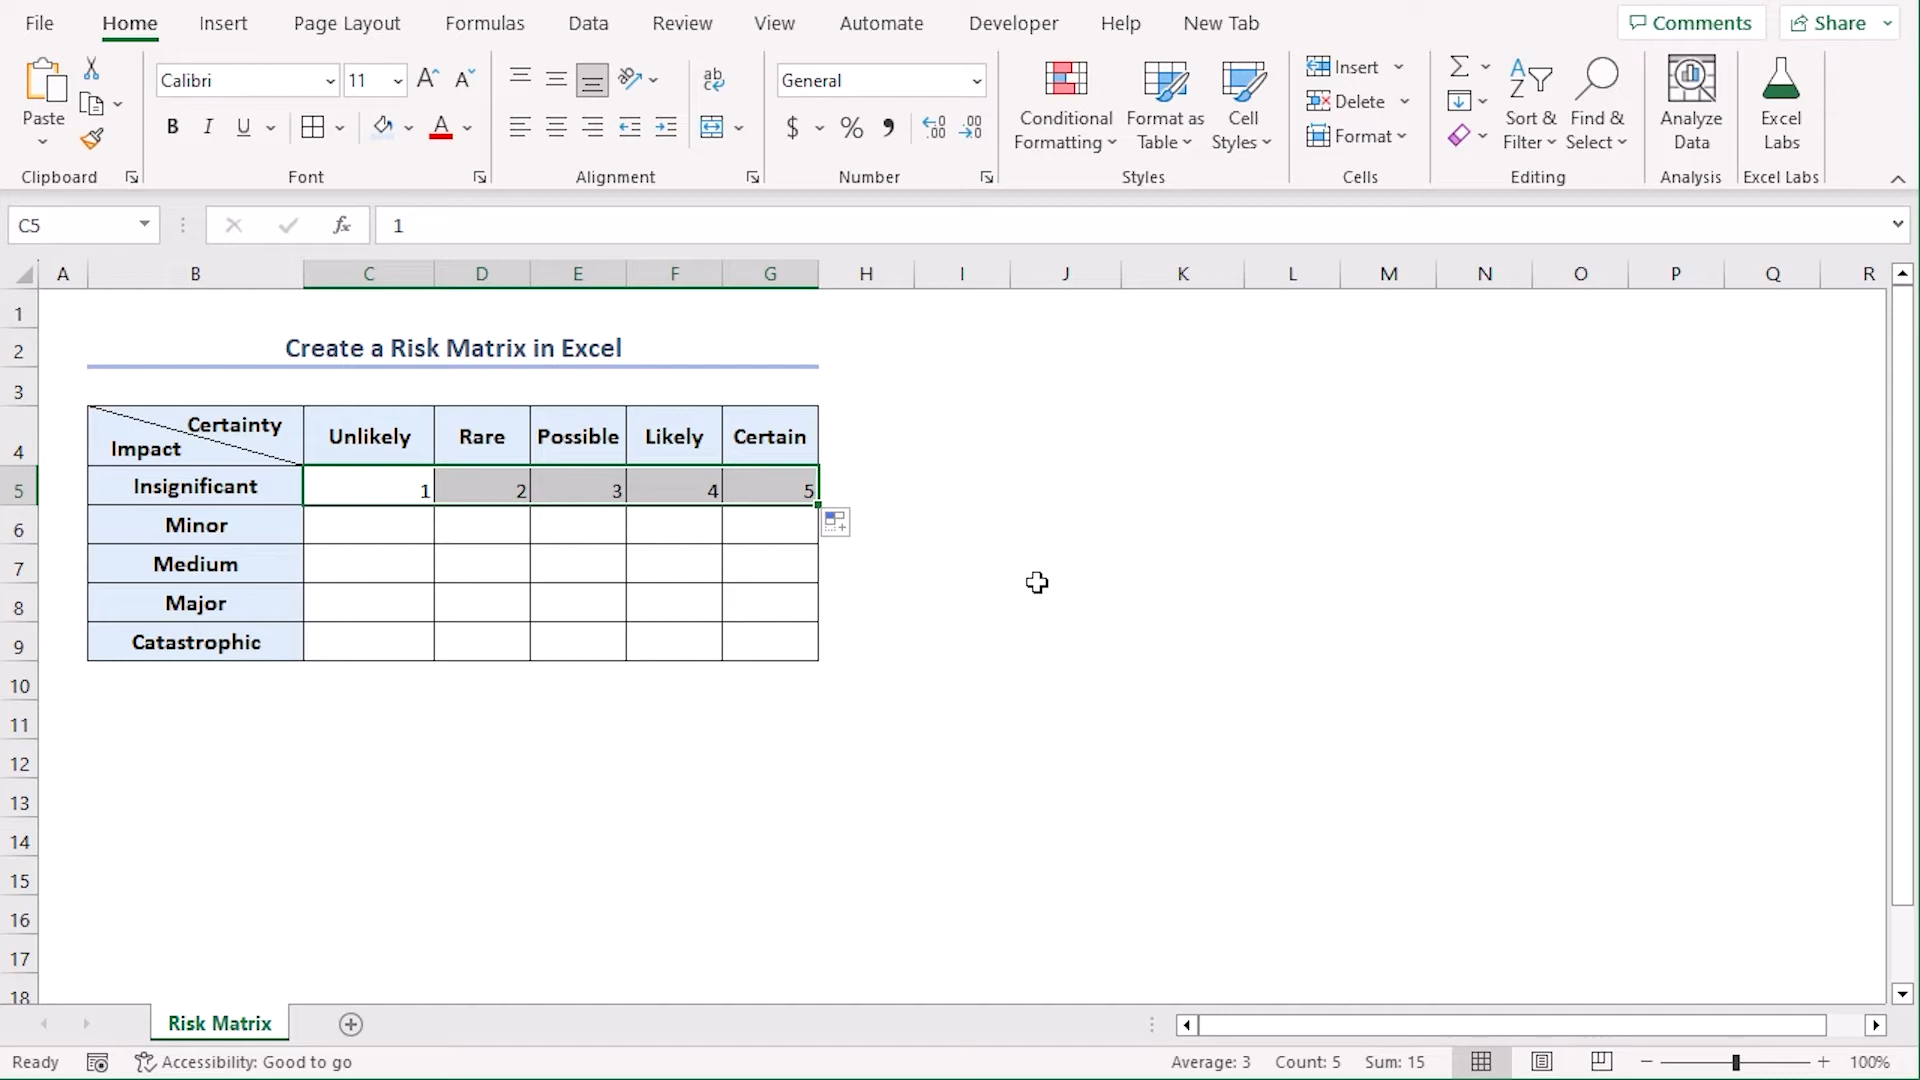 File Home Insert Page Layout Formulas Data Review View Automate Developer Help New Tab Comments Share
Calibri 11 General
Paste
B I U
$ %
Conditional Formatting
Format as Table
Cell Styles
Insert
Delete
Format
Sort & Filter
Find & Select
Analyze Data
Excel Labs
Clipboard Font Alignment Number Styles Cells Editing Analysis Excel Labs
C5 fx 1
A B C D E F G H I J K L M N O P Q R
1
2 Create a Risk Matrix in Excel
3
4 Certainty Impact Unlikely Rare Possible Likely Certain
5 Insignificant 1 2 3 4 5
6 Minor
7 Medium
8 Major
9 Catastrophic
10
11
12
13
14
15
16
17
18
Risk Matrix
Ready Accessibility: Good to go Average: 3 Count: 5 Sum: 15 100%